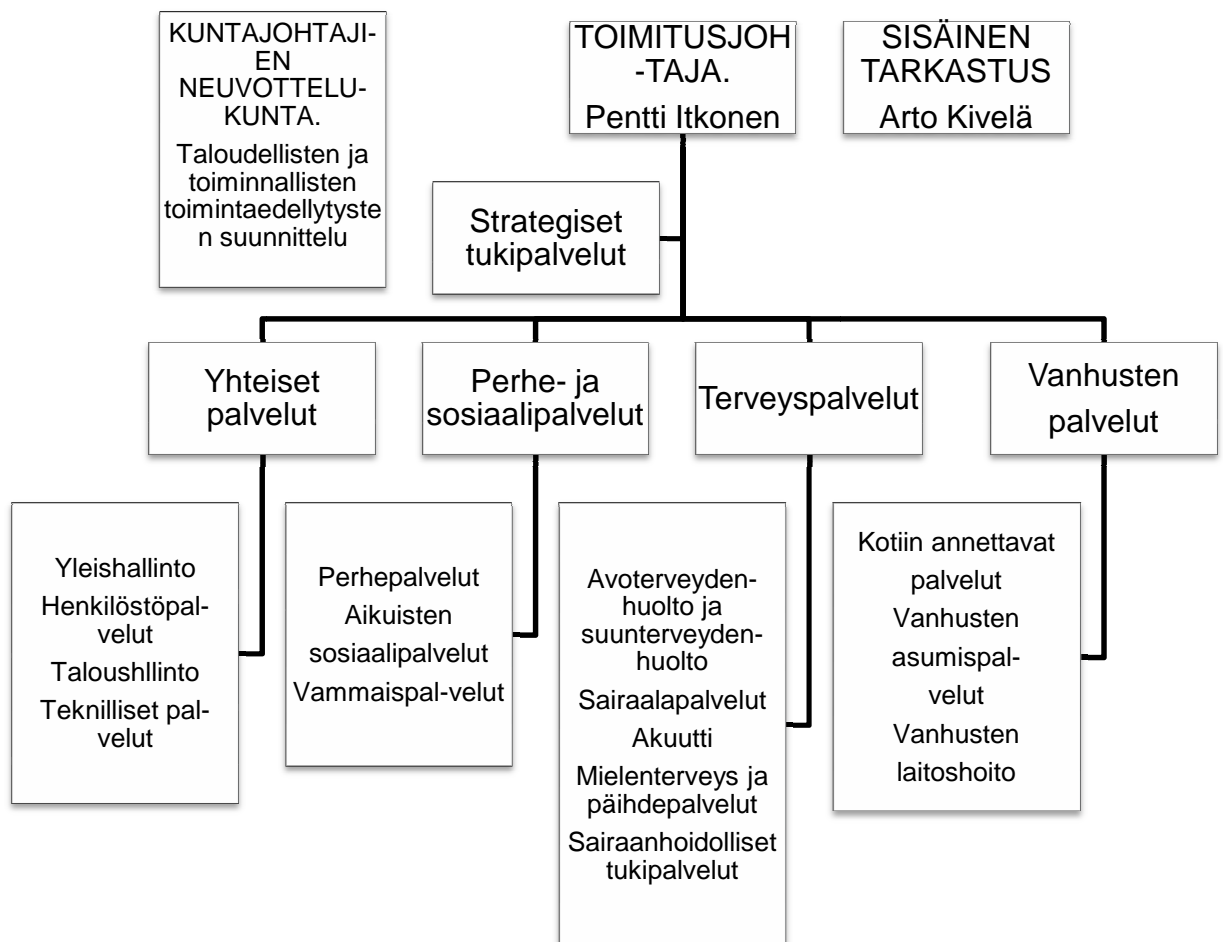 KUNTAJOHTAJI-
EN
NEUVOTTELU-
KUNTA.
Taloudellisten ja
toiminnallisten
toimintaedellytyste
n suunnittelu
TOIMITUSJOH
-TAJA.
Pentti Itkonen
SISÄINEN
TARKASTUS
Arto Kivelä
Strategiset
tukipalvelut
Yhteiset
palvelut
Perhe- ja
sosiaalipalvelut
Terveyspalvelut
Vanhusten
palvelut
Yleishallinto
Henkilöstöpal-
velut
Taloushllinto
Teknilliset pal-
velut
Perhepalvelut
Aikuisten
sosiaalipalvelut
Vammaispal-velut
Avoterveyden-
huolto ja
suunterveyden-
huolto
Sairaalapalvelut
Akuutti
Mielenterveys ja
päihdepalvelut
Sairaanhoidolliset
tukipalvelut
Kotiin annettavat
palvelut
Vanhusten
asumispal-
velut
Vanhusten
laitoshoito